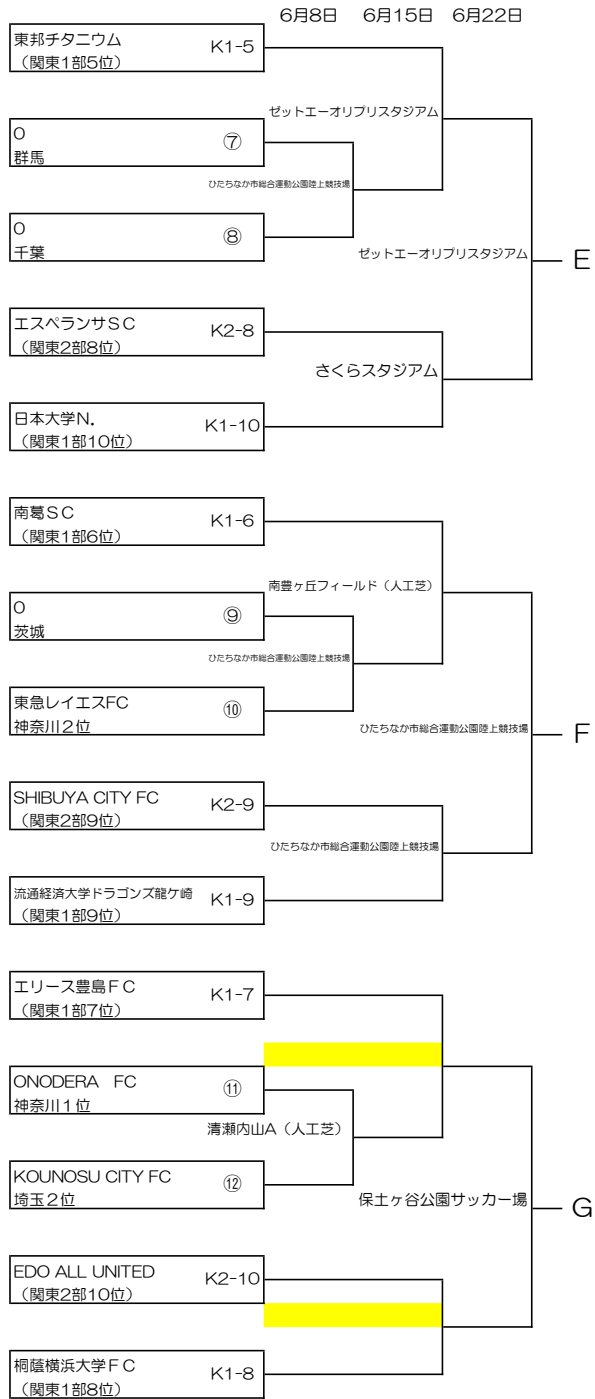 6月8日 6月15日 6月22日
東邦チタニウム
（関東1部5位）
K1-5
ゼットエーオリプリスタジアム
O
群馬
⑦
ひたちなか市総合運動公園陸上競技場
O
千葉
⑧
ゼットエーオリプリスタジアム
E
エスペランサＳＣ
（関東2部8位）
K2-8
さくらスタジアム
日本大学N.
（関東1部10位）
K1-10
南葛ＳＣ
（関東1部6位）
K1-6
南豊ヶ丘フィールド（人工芝）
O
茨城
⑨
ひたちなか市総合運動公園陸上競技場
東急レイエスFC
神奈川２位
⑩
ひたちなか市総合運動公園陸上競技場
F
SHIBUYA CITY FC
（関東2部9位）
K2-9
ひたちなか市総合運動公園陸上競技場
流通経済大学ドラゴンズ龍ケ崎
（関東1部9位）
K1-9
エリース豊島ＦＣ
（関東1部7位）
K1-7
ONODERA　FC
神奈川１位
⑪
清瀬内山A（人工芝）
KOUNOSU CITY FC
埼玉２位
⑫
保土ヶ谷公園サッカー場
G
EDO ALL UNITED
（関東2部10位）
K2-10
桐蔭横浜大学ＦＣ
（関東1部8位）
K1-8